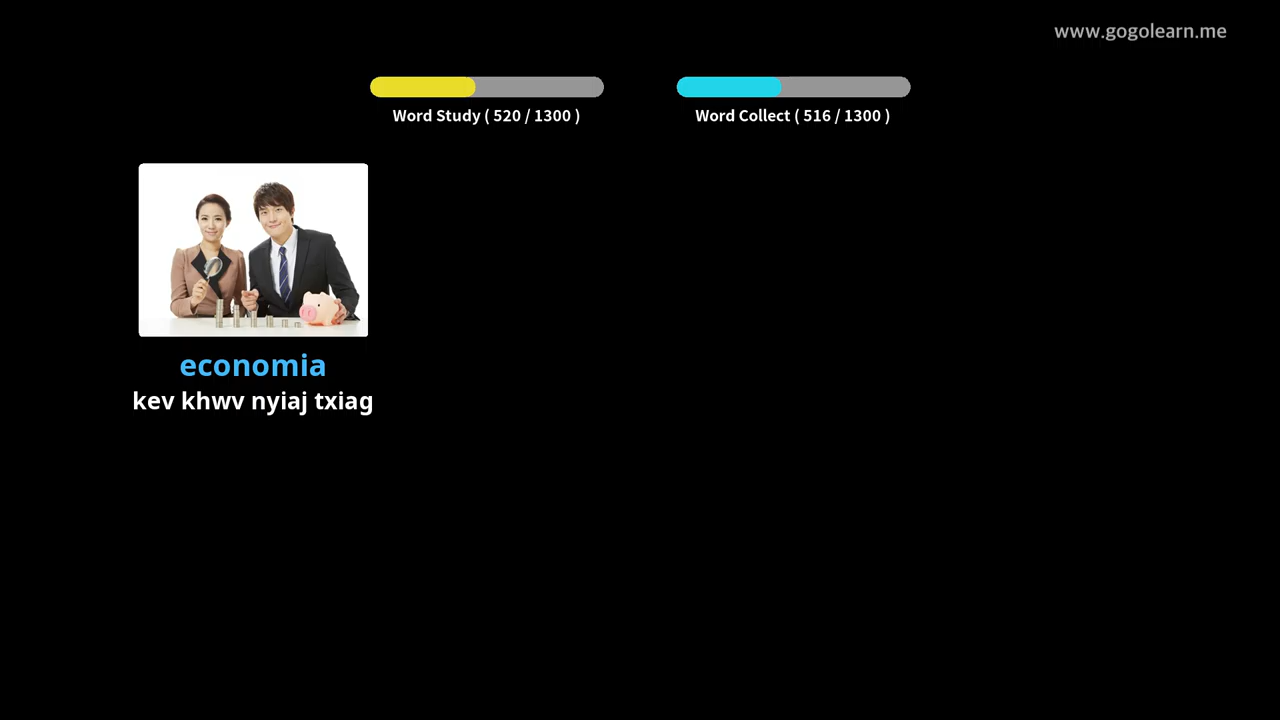 www.gogolearn.me
Word Study ( 520 / 1300 )
Word Collect ( 516 / 1300 )
economia
kev khwv nyiaj txiag